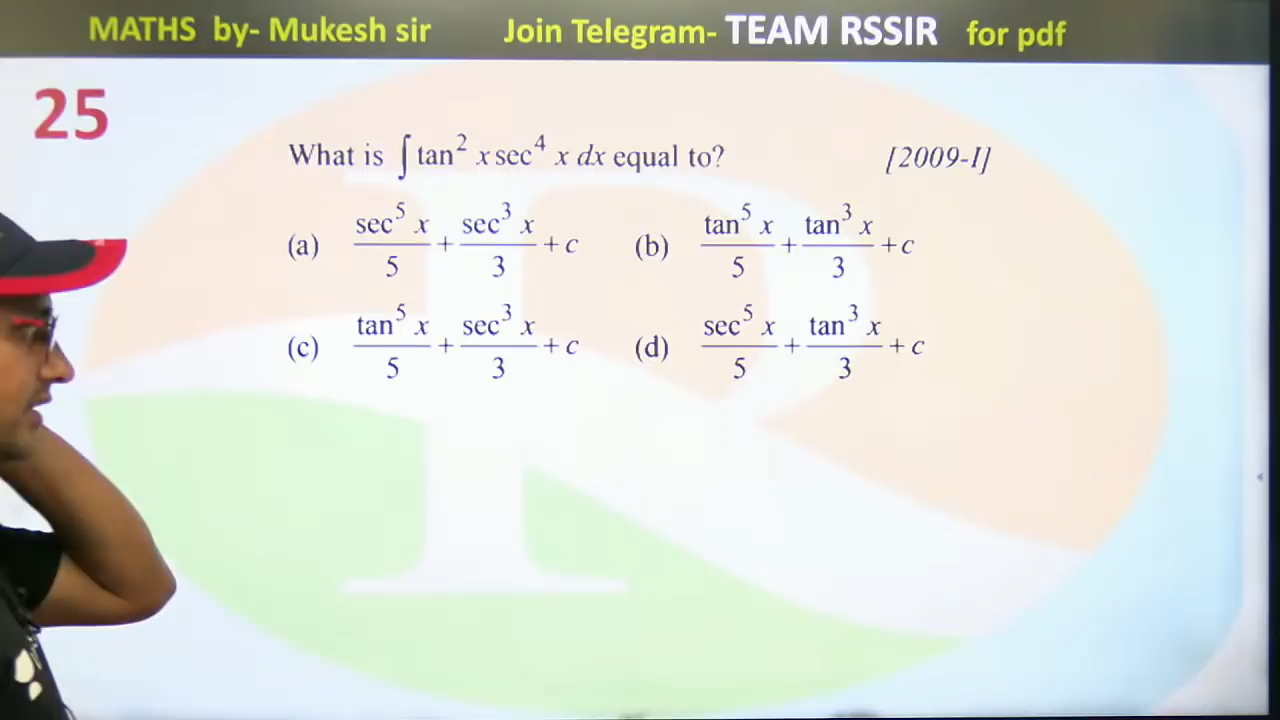 MATHS by- Mukesh sir Join Telegram- TEAM RSSIR for pdf
25
What is ∫ tan² x sec⁴ x dx equal to? [2009-I]
(a) sec⁵ x / 5 + sec³ x / 3 + c (b) tan⁵ x / 5 + tan³ x / 3 + c
(c) tan⁵ x / 5 + sec³ x / 3 + c (d) sec⁵ x / 5 + tan³ x / 3 + c